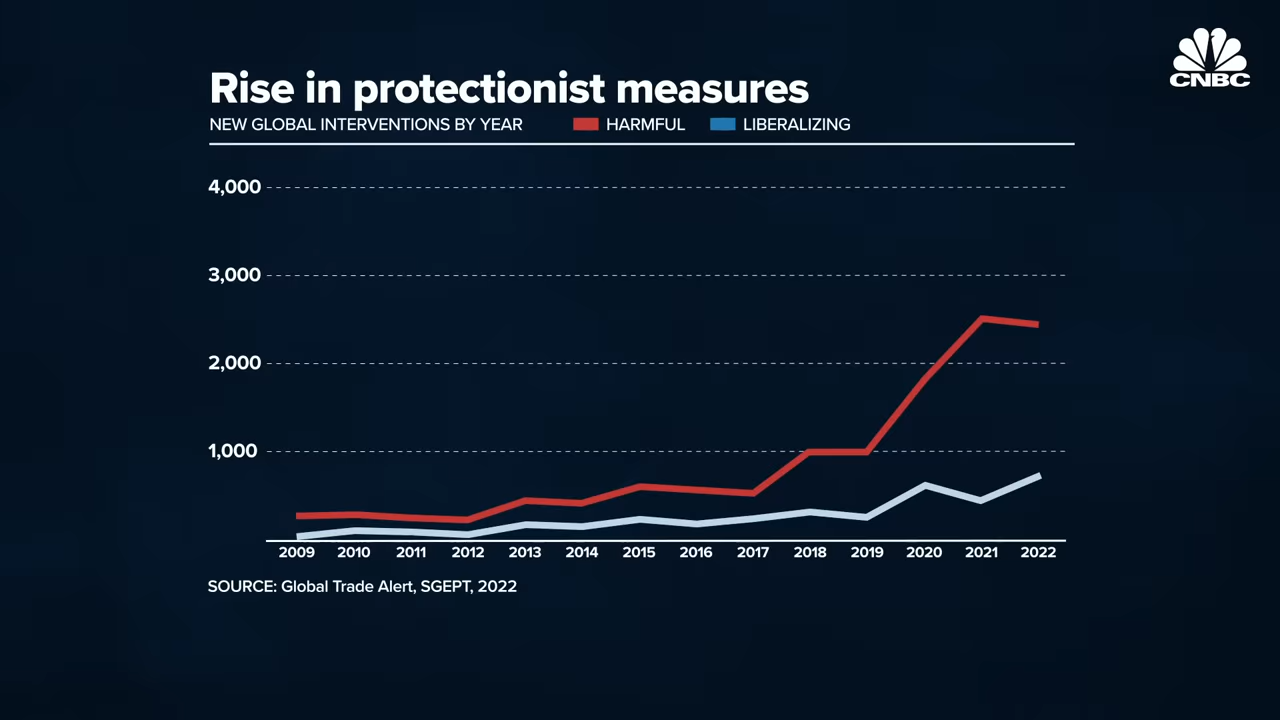 CNBC
Rise in protectionist measures
NEW GLOBAL INTERVENTIONS BY YEAR HARMFUL LIBERALIZING
4,000
3,000
2,000
1,000
2009 2010 2011 2012 2013 2014 2015 2016 2017 2018 2019 2020 2021 2022
SOURCE: Global Trade Alert, SGEPT, 2022